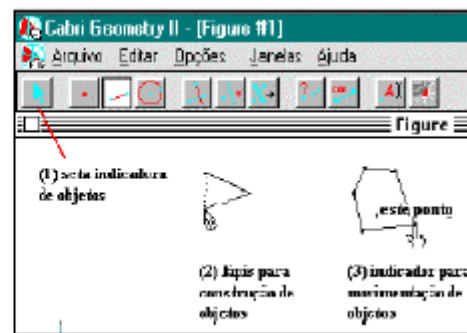 Cabri Geometry II - [Figure #1]
Arquivo Editar Opções Janelas Ajuda
Figure
(1) seta indicadora
de objetos
este ponto
(2) lápis para
construção de
objetos
(3) indicador para
movimentação de
objetos